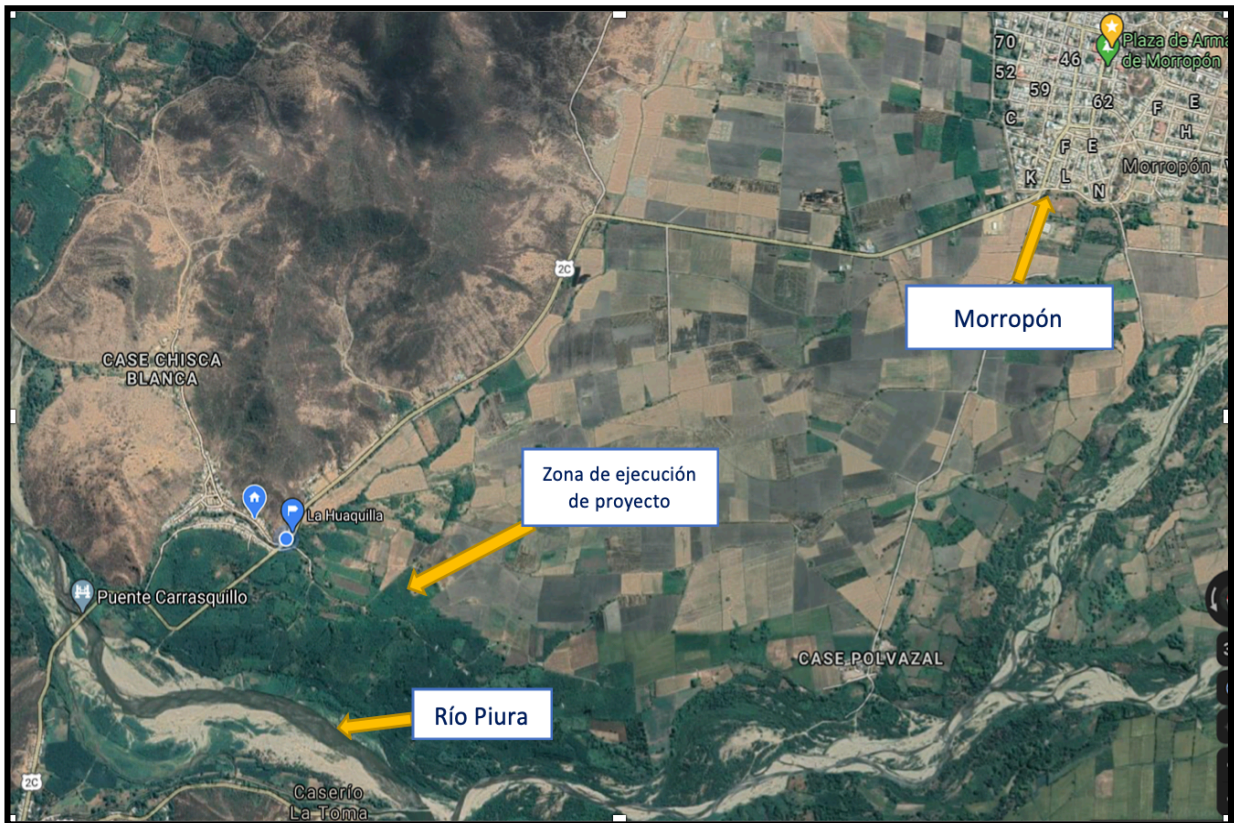 70
Plaza de Arma
de Morropón
46
52
59
62
C
F
E
H
F
E
Morropón
K
L
N
2C
Morropón
CASE CHISCA
BLANCA
Zona de ejecución
de proyecto
La Huaquilla
Puente Carrasquillo
CASE POLVAZAL
Río Piura
2C
Caserío
La Toma